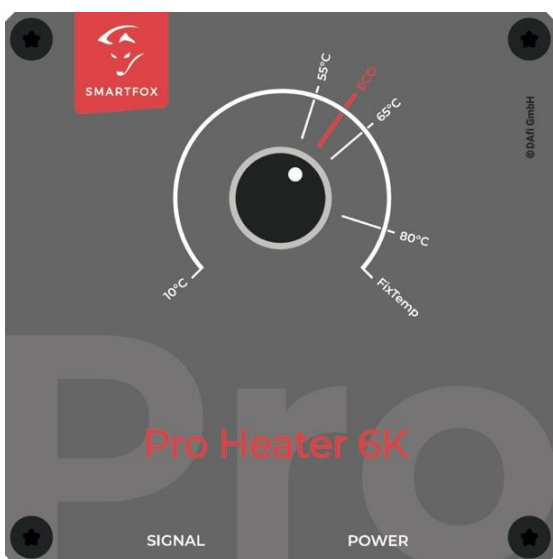 SMARTFOX
55°C
ECO
65°C
©DAfi GmbH
80°C
10°C
FixTemp
Pro
Pro Heater 6K
SIGNAL POWER